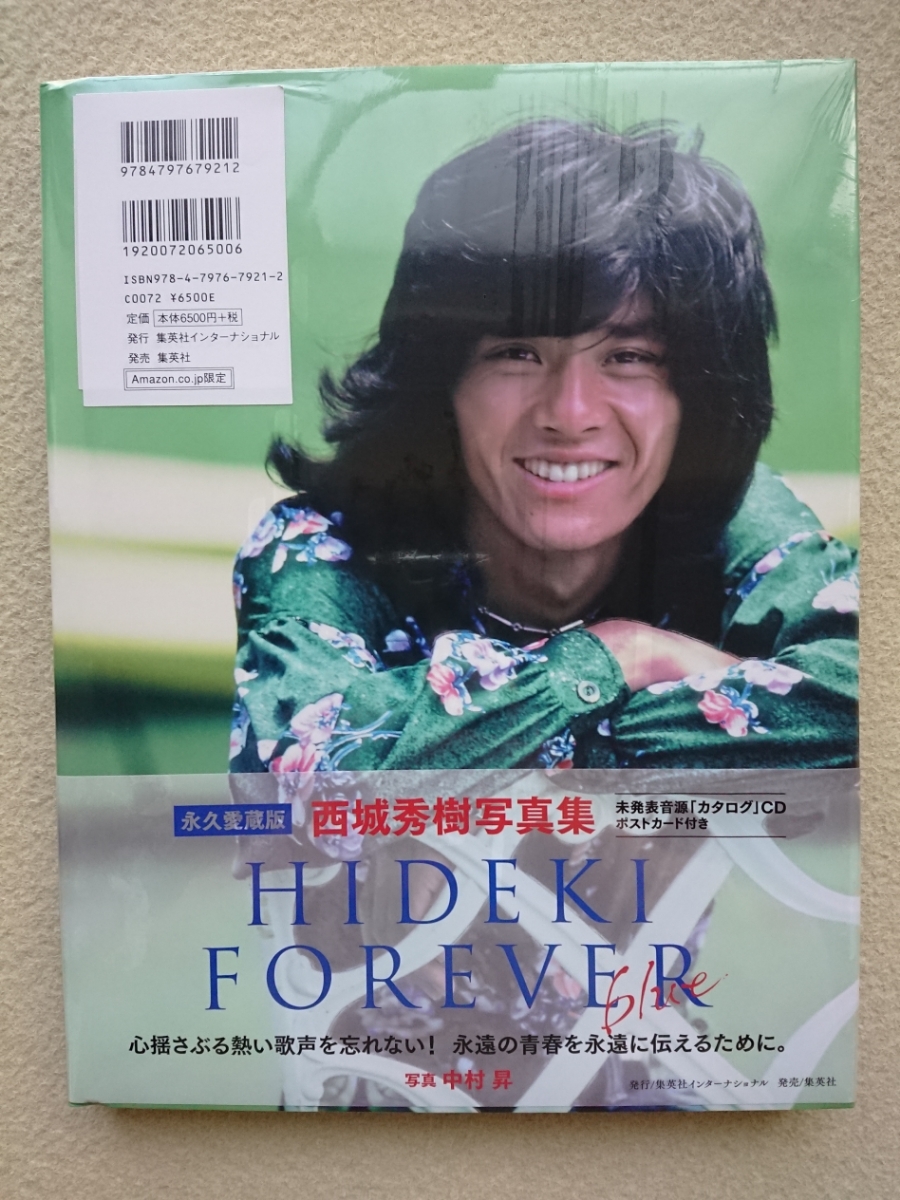 9784797679212
1920072065006
ISBN978-4-7976-7921-2
C0072 ¥6500E
定価 本体6500円+税
発行 集英社インターナショナル
発売 集英社
Amazon.co.jp限定
永久愛蔵版 西城秀樹写真集
未発表音源「カタログ」CD
ポストカード付き
HIDEKI
FOREVER
blue
心揺さぶる熱い歌声を忘れない! 永遠の青春を永遠に伝えるために。
写真 中村 昇
発行/集英社インターナショナル 発売/集英社